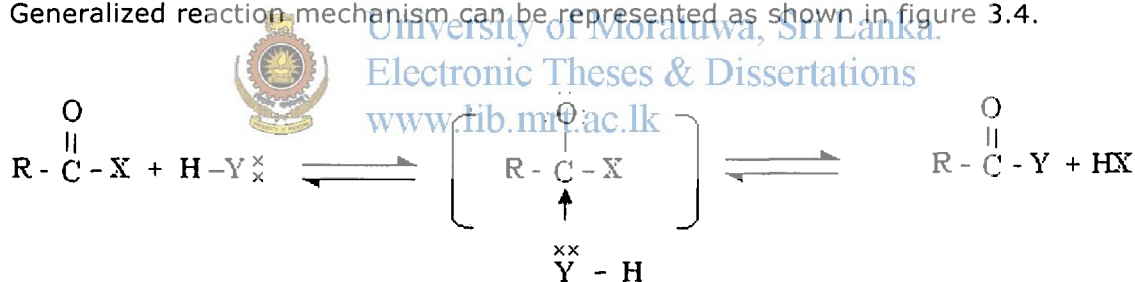 Generalized reaction mechanism can be represented as shown in figure 3.4.
University of Moratuwa, Sri Lanka.
Electronic Theses & Dissertations
www.lib.mrt.ac.lk
O O: O
|| | ||
R - C - X + H –Y ×× R - C - X R - C - Y + HX
××
Y - H